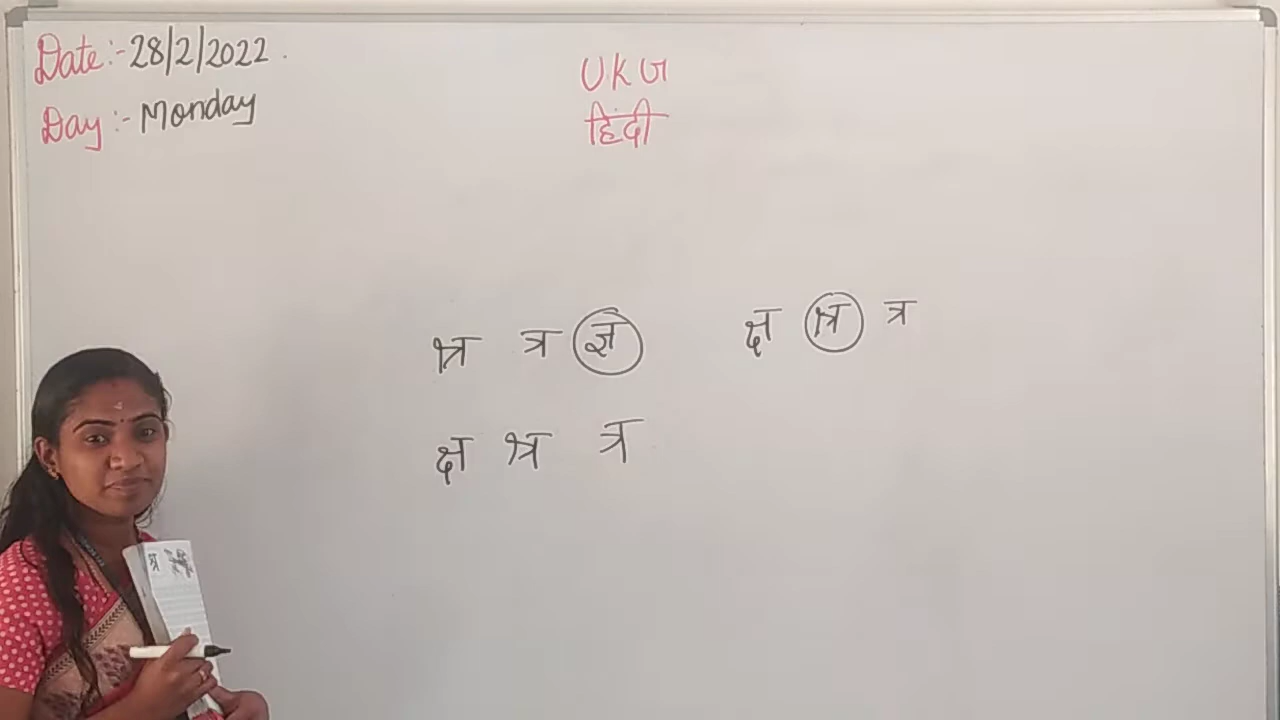 Date:- 28/2/2022.
Day:- Monday
UKG
हिंदी
श्र त्र ज्ञ क्ष श्र त्र
क्ष श्र त्र
श्र